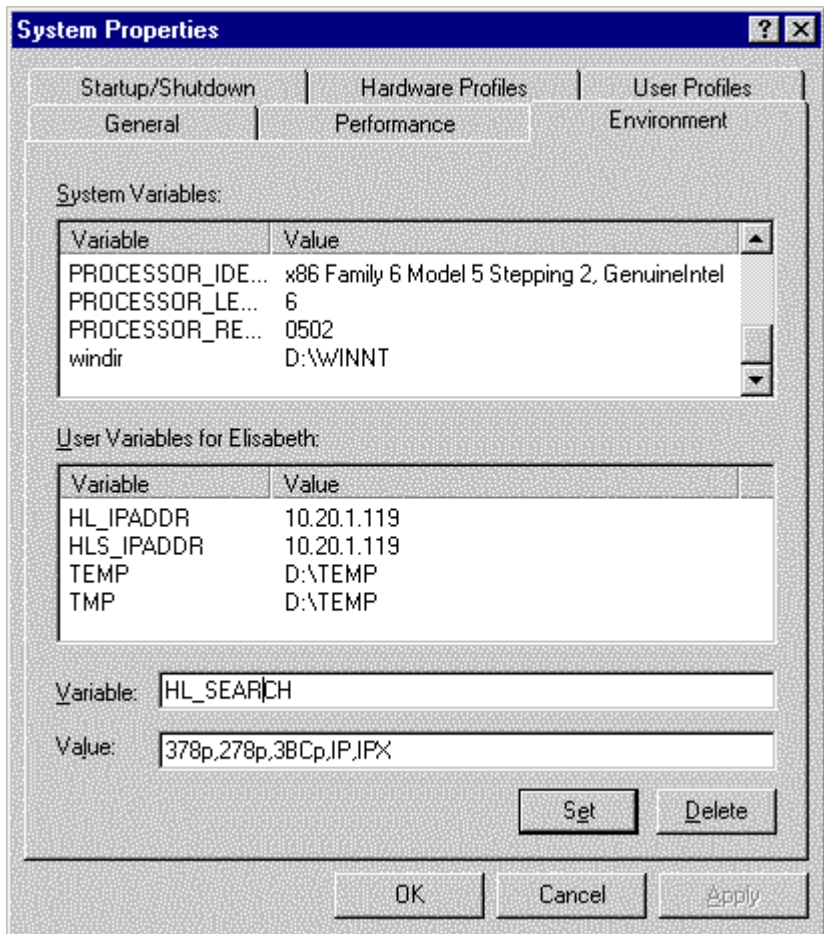 System Properties
Startup/Shutdown Hardware Profiles User Profiles
General Performance Environment
System Variables:
Variable Value
PROCESSOR_IDE... x86 Family 6 Model 5 Stepping 2, GenuineIntel
PROCESSOR_LE... 6
PROCESSOR_RE... 0502
windir D:\WINNT
User Variables for Elisabeth:
Variable Value
HL_IPADDR 10.20.1.119
HLS_IPADDR 10.20.1.119
TEMP D:\TEMP
TMP D:\TEMP
Variable: HL_SEARCH
Value: 378p,278p,3BCp,IP,IPX
Set Delete
OK Cancel Apply